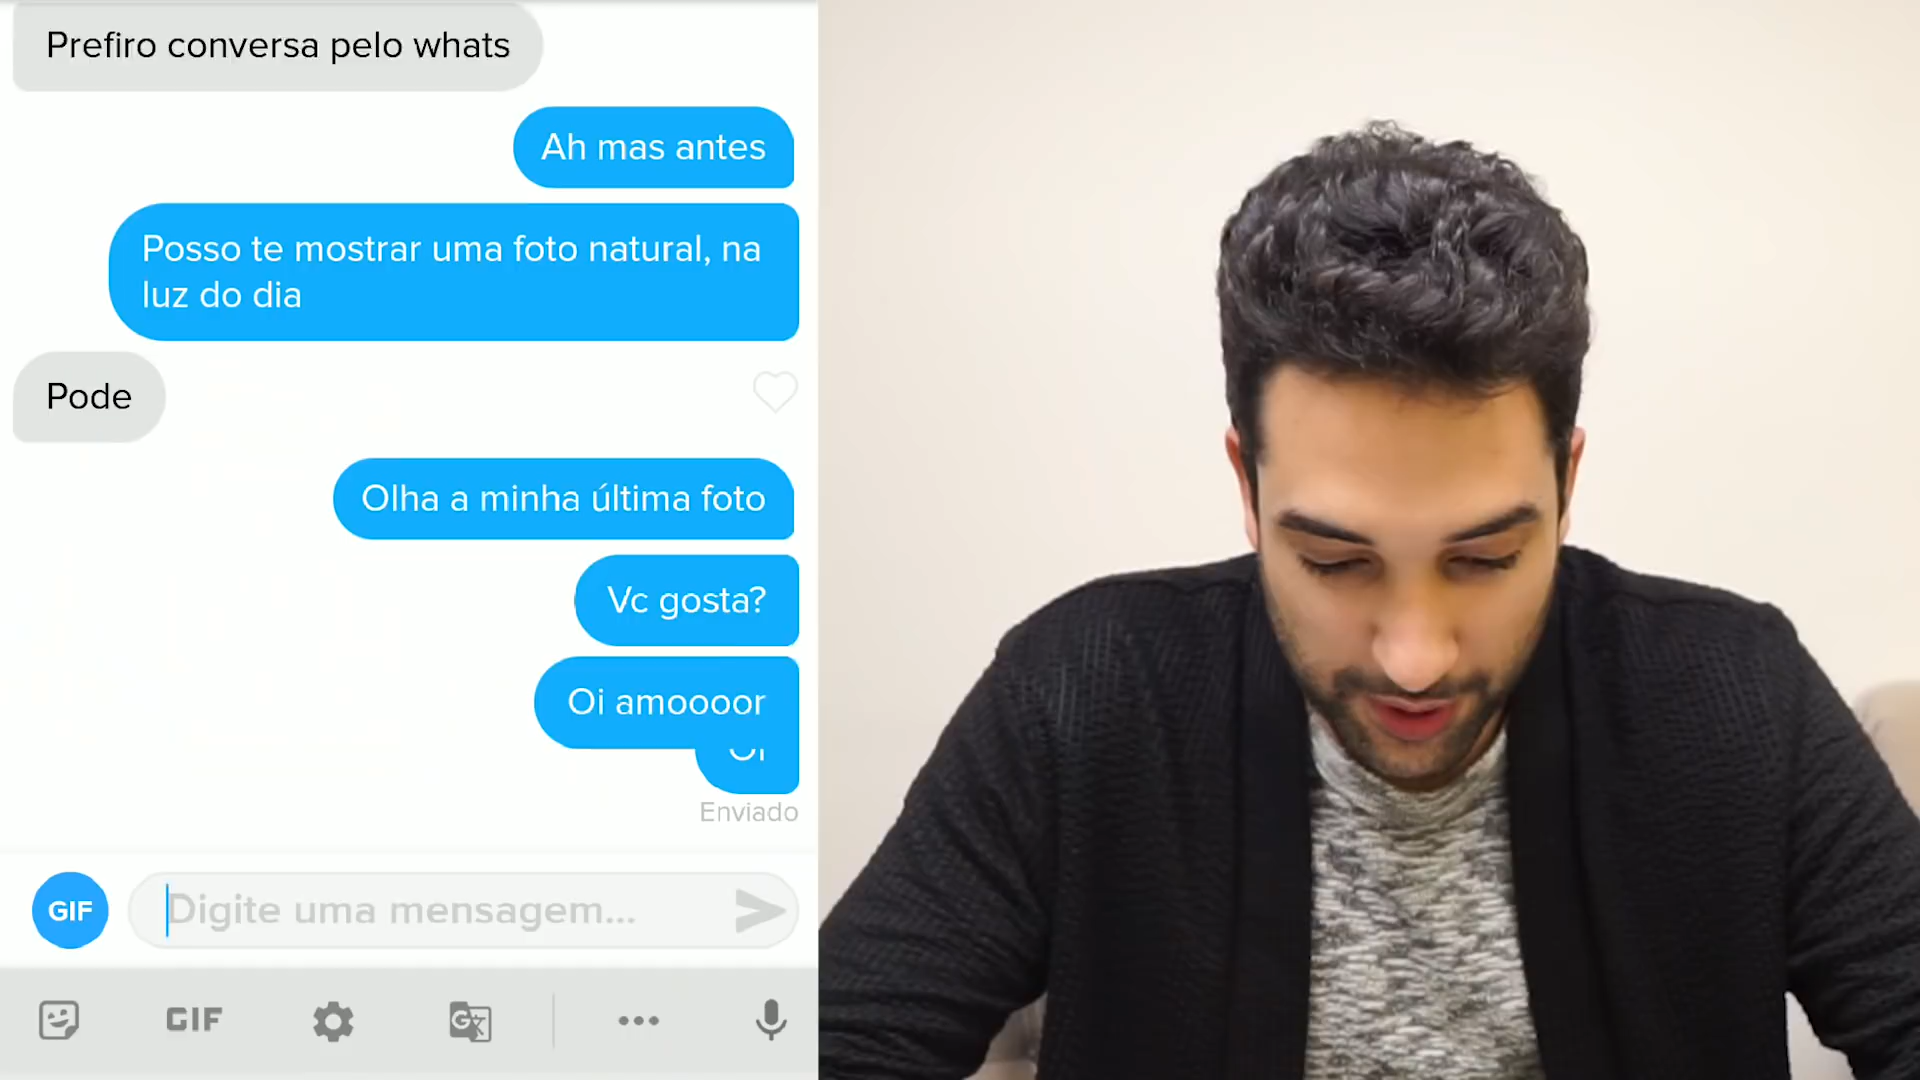 Prefiro conversa pelo whats
Ah mas antes
Posso te mostrar uma foto natural, na
luz do dia
Pode
Olha a minha última foto
Vc gosta?
Oi amoooor
Oi
Enviado
GIF
Digite uma mensagem...
GIF
G